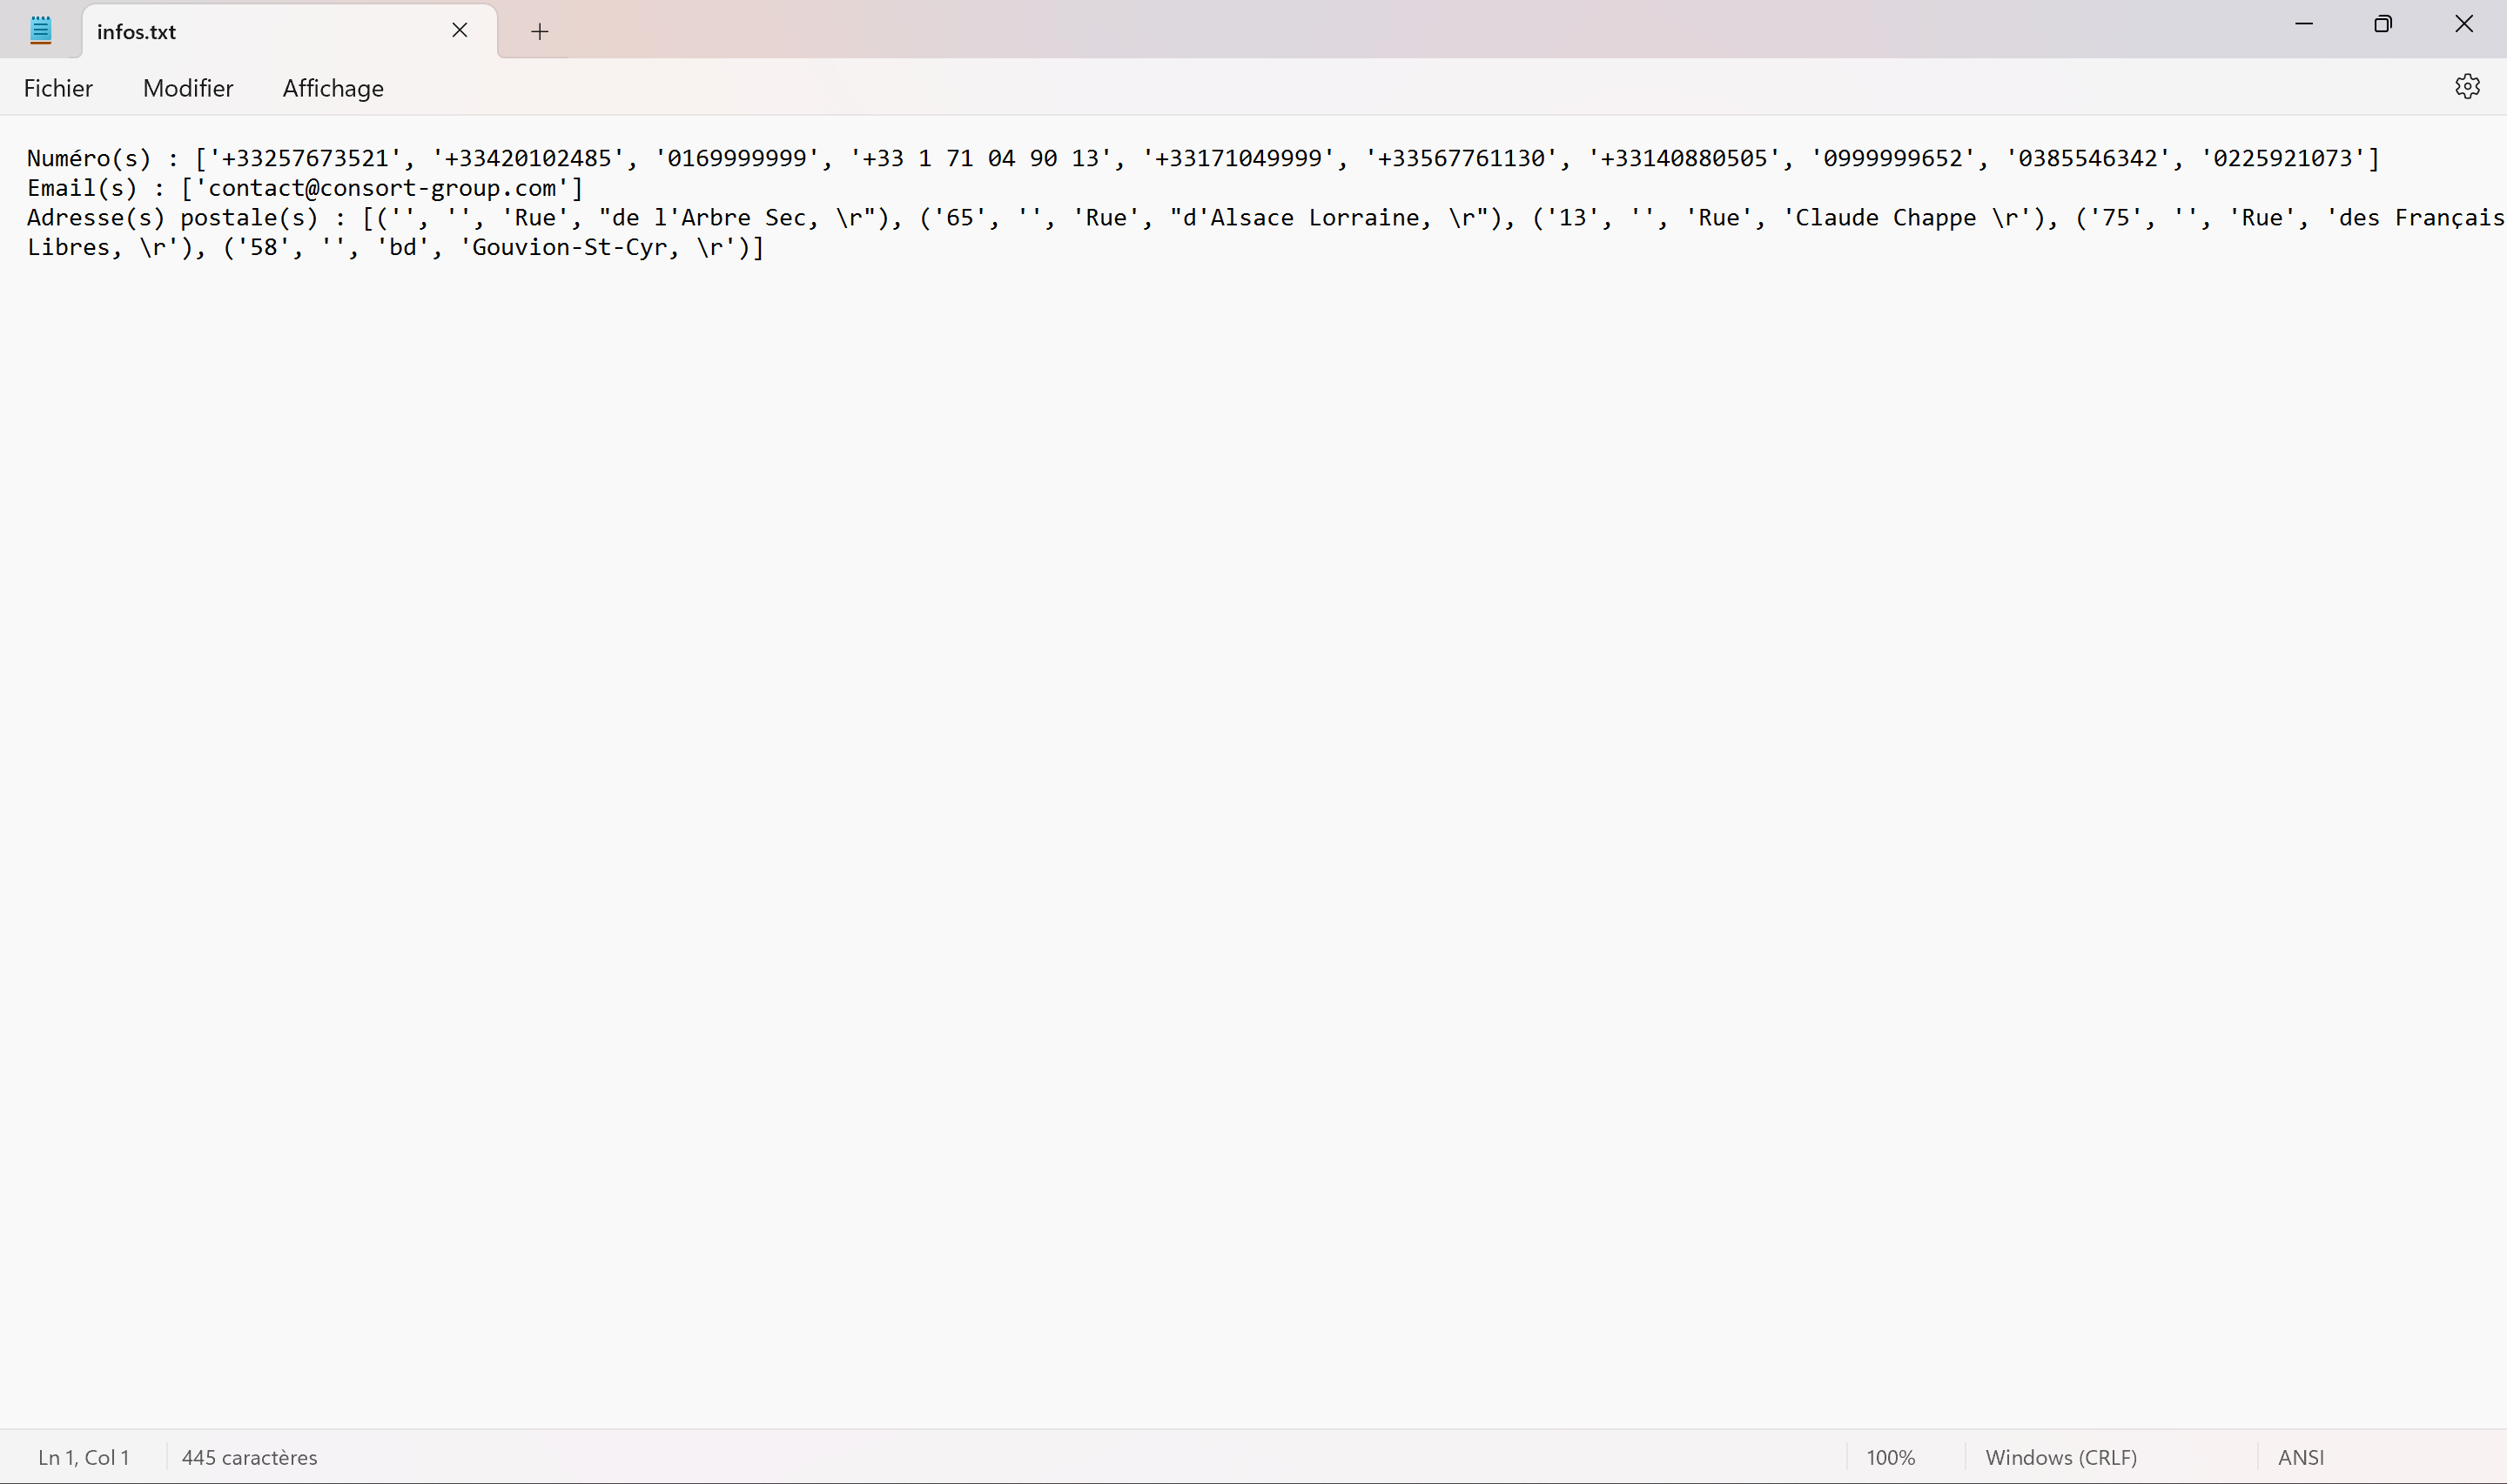 infos.txt
Fichier Modifier Affichage
Numéro(s) : ['+33257673521', '+33420102485', '0169999999', '+33 1 71 04 90 13', '+33171049999', '+33567761130', '+33140880505', '0999999652', '0385546342', '0225921073']
Email(s) : ['contact@consort-group.com']
Adresse(s) postale(s) : [('', '', 'Rue', "de l'Arbre Sec, \r"), ('65', '', 'Rue', "d'Alsace Lorraine, \r"), ('13', '', 'Rue', 'Claude Chappe \r'), ('75', '', 'Rue', 'des Français
Libres, \r'), ('58', '', 'bd', 'Gouvion-St-Cyr, \r')]
Ln 1, Col 1 445 caractères 100% Windows (CRLF) ANSI